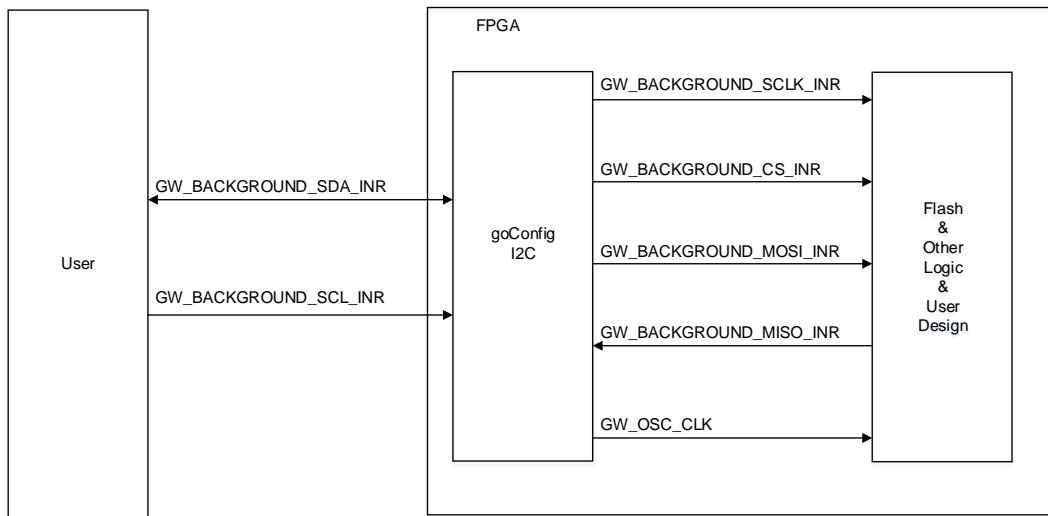 FPGA
GW_BACKGROUND_SCLK_INR
GW_BACKGROUND_CS_INR
GW_BACKGROUND_SDA_INR
Flash
&
Other
Logic
&
User
Design
goConfig
I2C
GW_BACKGROUND_MOSI_INR
User
GW_BACKGROUND_SCL_INR
GW_BACKGROUND_MISO_INR
GW_OSC_CLK